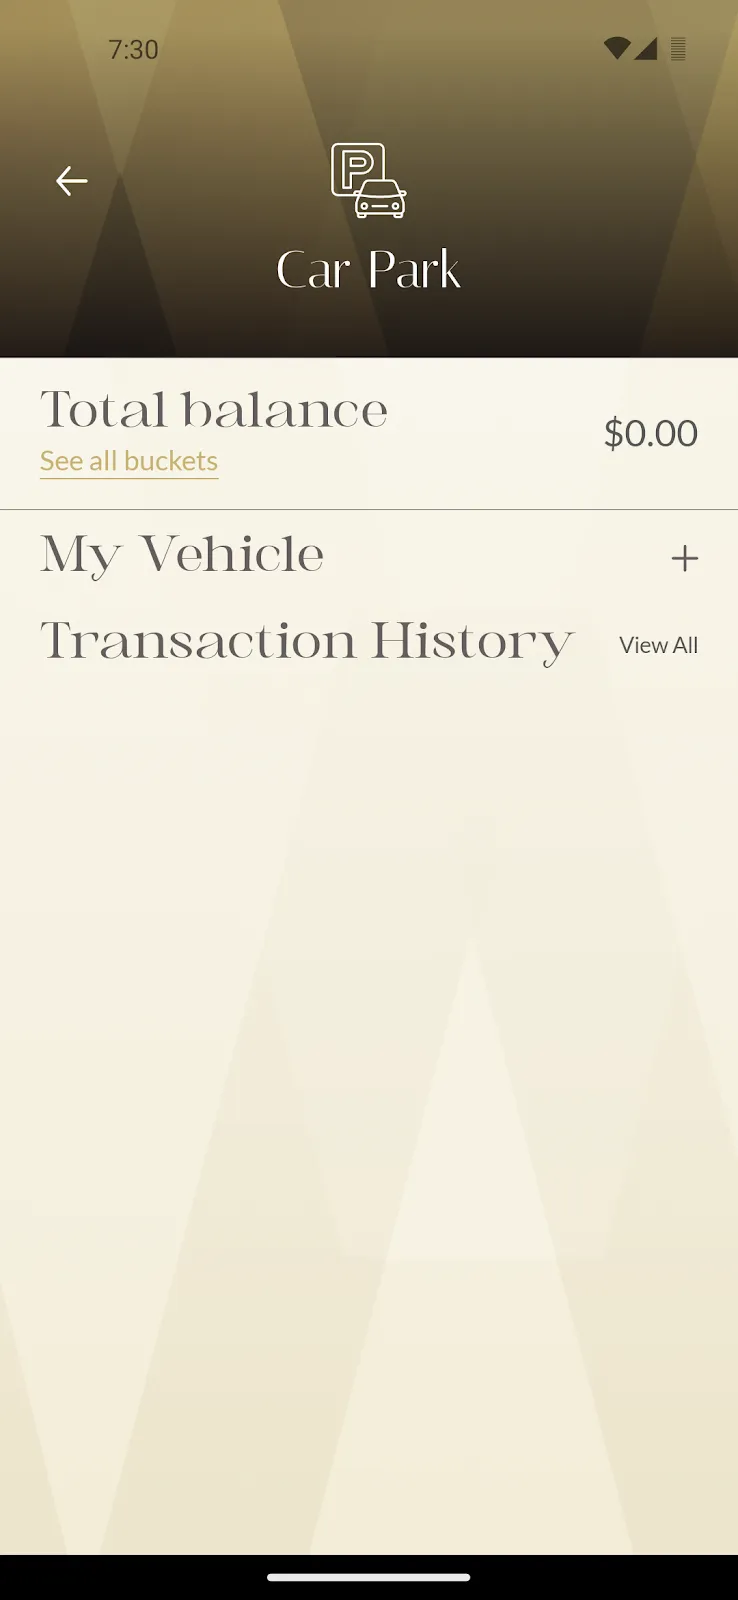 7:30
P
Car Park
Total balance
See all buckets
$0.00
My Vehicle
+
Transaction History
View All